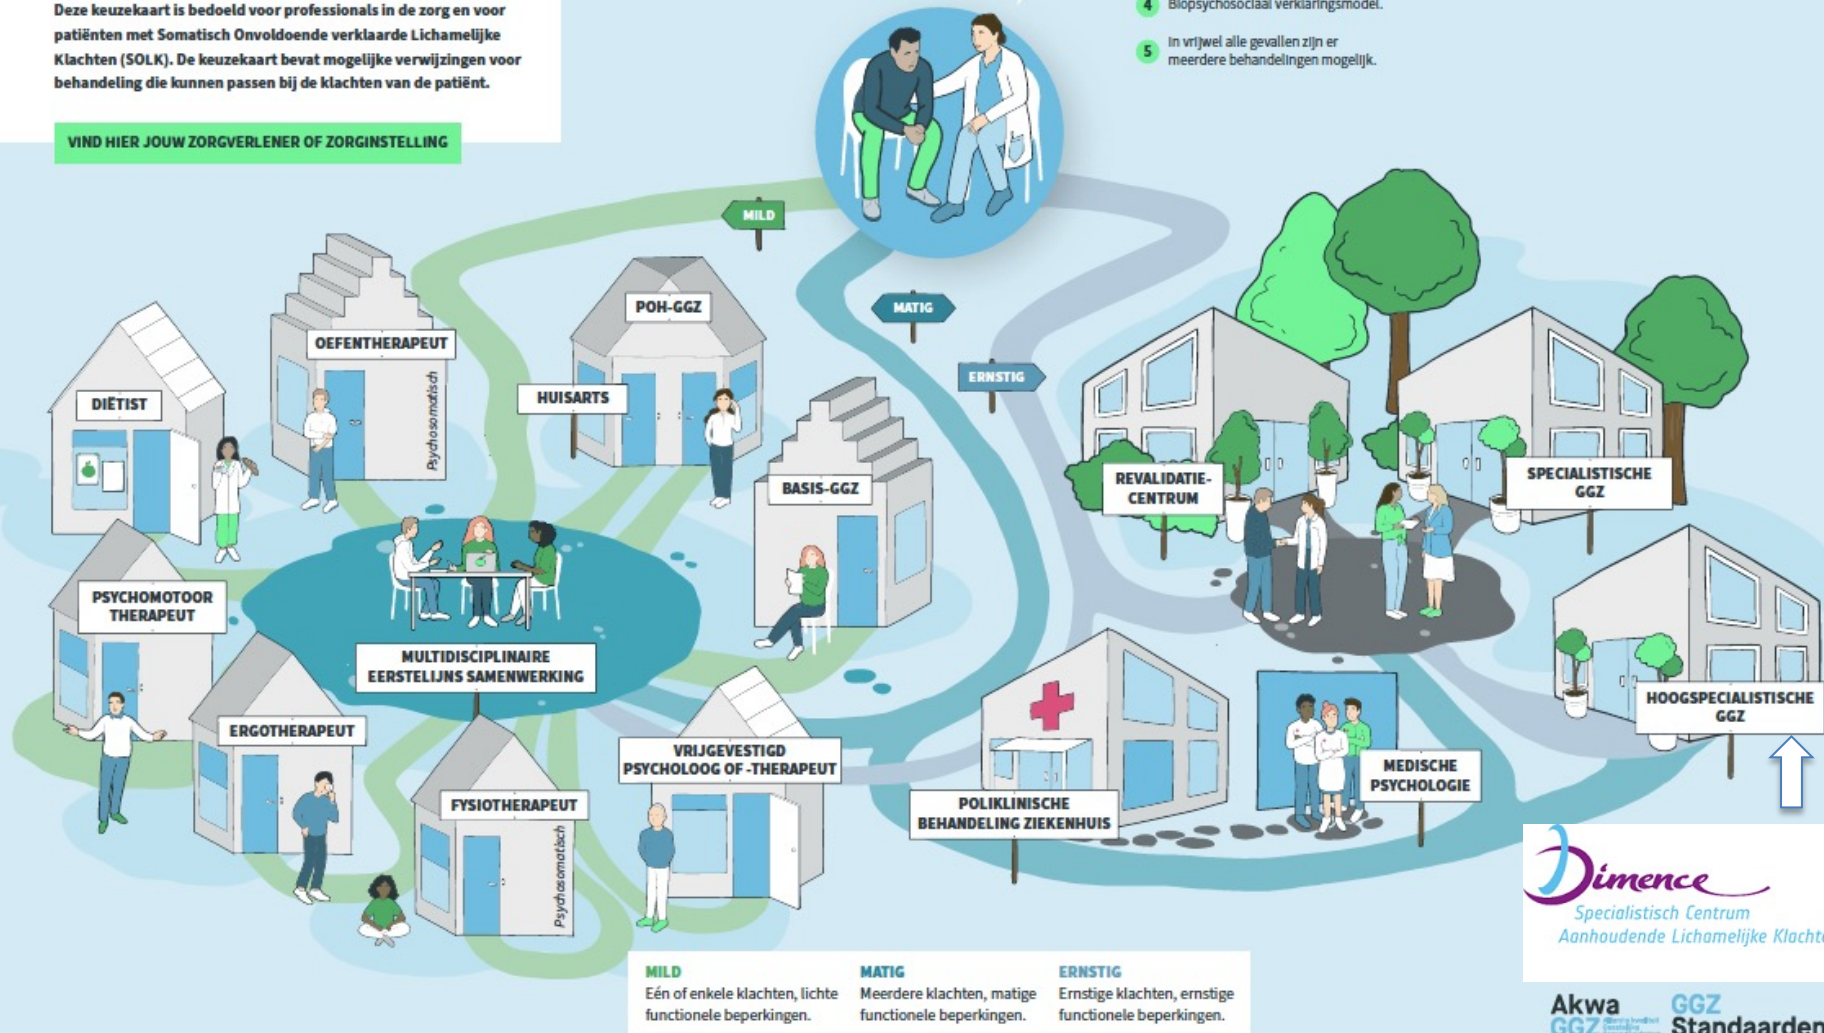 Deze keuzekaart is bedoeld voor professionals in de zorg en voor
patiënten met Somatisch Onvoldoende verklaarde Lichamelijke
Klachten (SOLK). De keuzekaart bevat mogelijke verwijzingen voor
behandeling die kunnen passen bij de klachten van de patiënt.
VIND HIER JOUW ZORGVERLENER OF ZORGINSTELLING
4 Biopsychosociaal verklaringsmodel.
5 In vrijwel alle gevallen zijn er
meerdere behandelingen mogelijk.
MILD
MATIG
ERNSTIG
DIËTIST
OEFENTHERAPEUT
Psychosomatisch
POH-GGZ
HUISARTS
BASIS-GGZ
REVALIDATIE-
CENTRUM
SPECIALISTISCHE
GGZ
PSYCHOMOTOOR
THERAPEUT
MULTIDISCIPLINAIRE
EERSTELIJNS SAMENWERKING
ERGOTHERAPEUT
FYSIOTHERAPEUT
Psychosomatisch
VRIJGEVESTIGD
PSYCHOLOOG OF -THERAPEUT
POLIKLINISCHE
BEHANDELING ZIEKENHUIS
MEDISCHE
PSYCHOLOGIE
HOOGSPECIALISTISCHE
GGZ
Dimence
Specialistisch Centrum
Aanhoudende Lichamelijke Klachte
MILD
Eén of enkele klachten, lichte
functionele beperkingen.
MATIG
Meerdere klachten, matige
functionele beperkingen.
ERNSTIG
Ernstige klachten, ernstige
functionele beperkingen.
Akwa
GGZ
GGZ
Standaarden